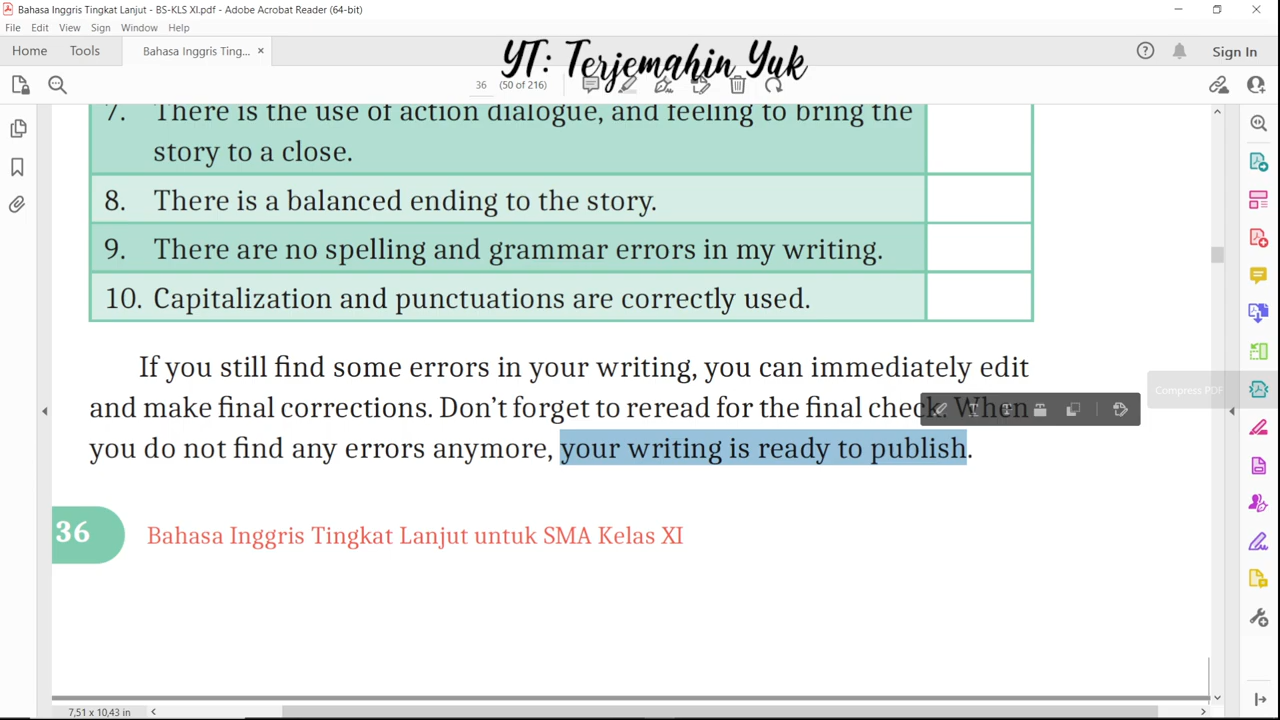 Bahasa Inggris Tingkat Lanjut - BS-KLS XI.pdf - Adobe Acrobat Reader (64-bit)
File Edit View Sign Window Help
Home Tools Bahasa Inggris Ting... × Sign In
YT: Terjemahin Yuk
36 (50 of 216)
7. There is the use of action dialogue, and feeling to bring the
story to a close.
8. There is a balanced ending to the story.
9. There are no spelling and grammar errors in my writing.
10. Capitalization and punctuations are correctly used.
If you still find some errors in your writing, you can immediately edit
Compress PDF
and make final corrections. Don't forget to reread for the final check. When
you do not find any errors anymore, your writing is ready to publish.
36 Bahasa Inggris Tingkat Lanjut untuk SMA Kelas XI
7,51 x 10,43 in